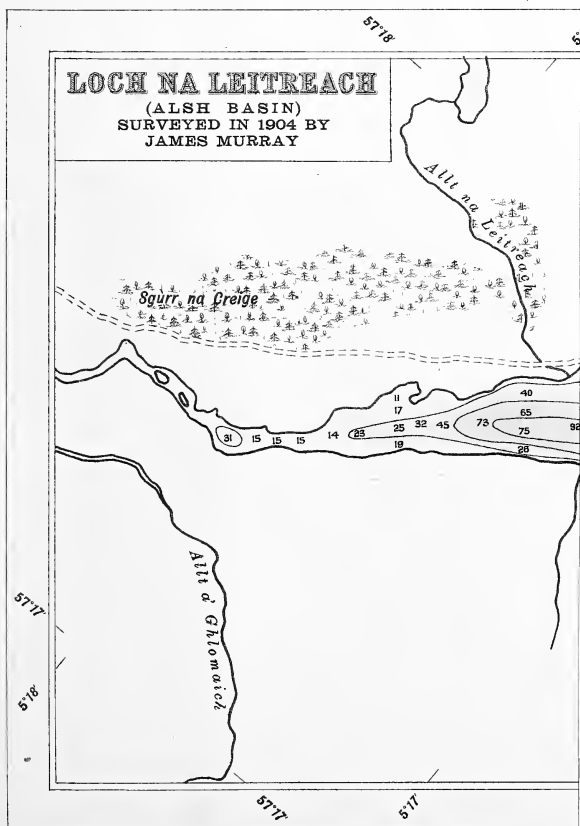 57°18'
LOCH NA LEITREACH
(ALSH BASIN)
SURVEYED IN 1904 BY
JAMES MURRAY
Allt na Leitreach
Sgurr na Creige
11
40
17
65
31 15 15 15 14 23 25 32 45 73 75 92
19 26
Allt a' Ghlomaich
57°17'
5°18'
57°17'
5°17'